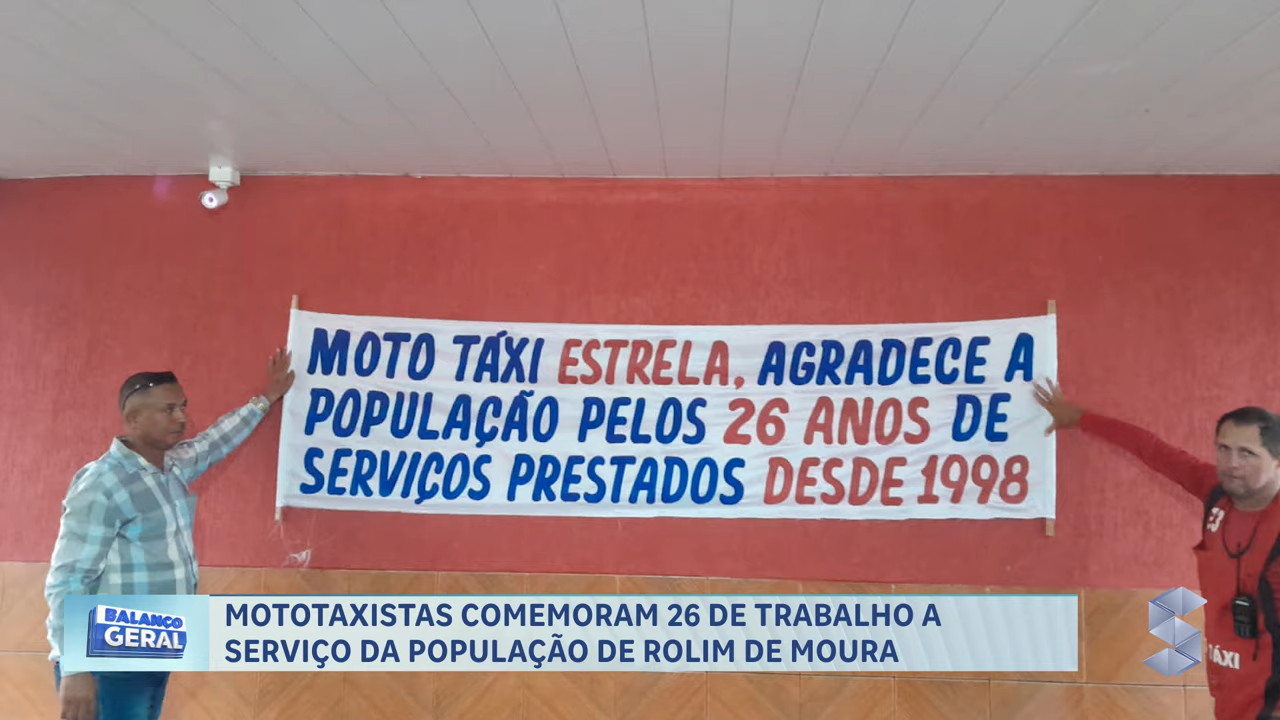 MOTO TÁXI ESTRELA, AGRADECE A
POPULAÇÃO PELOS 26 ANOS DE
SERVIÇOS PRESTADOS DESDE 1998
23
TÁXI
BALANÇO
GERAL
MOTOTAXISTAS COMEMORAM 26 DE TRABALHO A
SERVIÇO DA POPULAÇÃO DE ROLIM DE MOURA